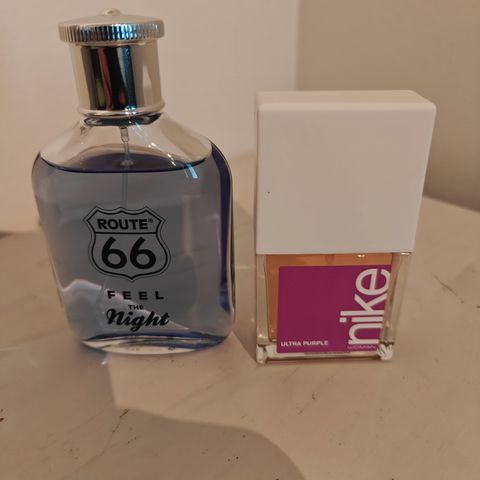 ROUTE®
66
FEEL
THE
Night
ULTRA PURPLE
nike
WOMAN